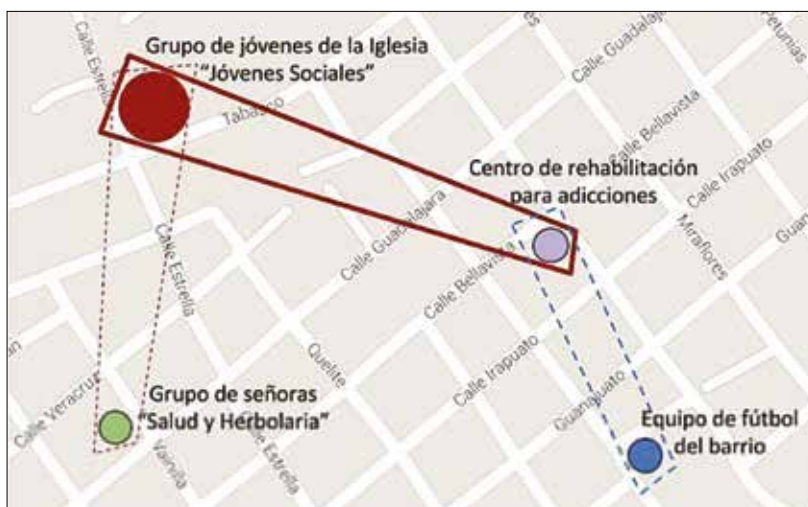 Grupo de jóvenes de la Iglesia
"Jóvenes Sociales"
Calle Estrella
Tabasco
Calle Guadalajara
Petunias
Calle Bellavista
Calle Irapuato
Centro de rehabilitación
para adicciones
Miraflores
Calle Guadalajara
Calle Bellavista
Calle Estrella
Quelite
Calle Irapuato
Guanajuato
Calle Veracruz
Grupo de señoras
"Salud y Herbolaria"
Vainilla
Calle Estrella
Equipo de fútbol
del barrio